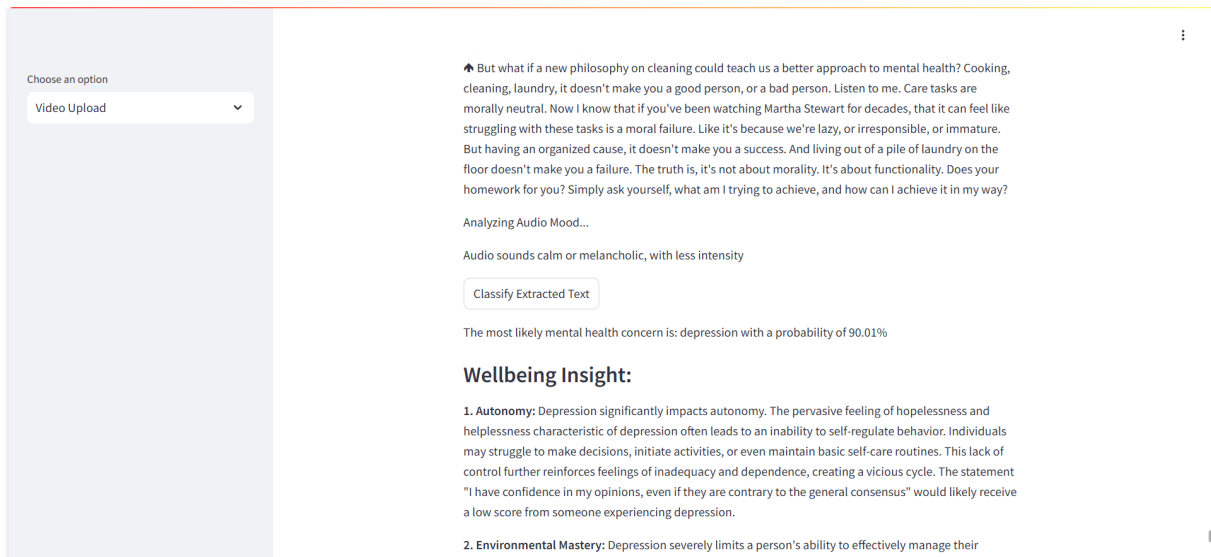 Choose an option
Video Upload
But what if a new philosophy on cleaning could teach us a better approach to mental health? Cooking,
cleaning, laundry, it doesn't make you a good person, or a bad person. Listen to me. Care tasks are
morally neutral. Now I know that if you've been watching Martha Stewart for decades, that it can feel like
struggling with these tasks is a moral failure. Like it's because we're lazy, or irresponsible, or immature.
But having an organized cause, it doesn't make you a success. And living out of a pile of laundry on the
floor doesn't make you a failure. The truth is, it's not about morality. It's about functionality. Does your
homework for you? Simply ask yourself, what am I trying to achieve, and how can I achieve it in my way?
Analyzing Audio Mood...
Audio sounds calm or melancholic, with less intensity
Classify Extracted Text
The most likely mental health concern is: depression with a probability of 90.01%
Wellbeing Insight:
1. Autonomy: Depression significantly impacts autonomy. The pervasive feeling of hopelessness and
helplessness characteristic of depression often leads to an inability to self-regulate behavior. Individuals
may struggle to make decisions, initiate activities, or even maintain basic self-care routines. This lack of
control further reinforces feelings of inadequacy and dependence, creating a vicious cycle. The statement
"I have confidence in my opinions, even if they are contrary to the general consensus" would likely receive
a low score from someone experiencing depression.
2. Environmental Mastery: Depression severely limits a person's ability to effectively manage their